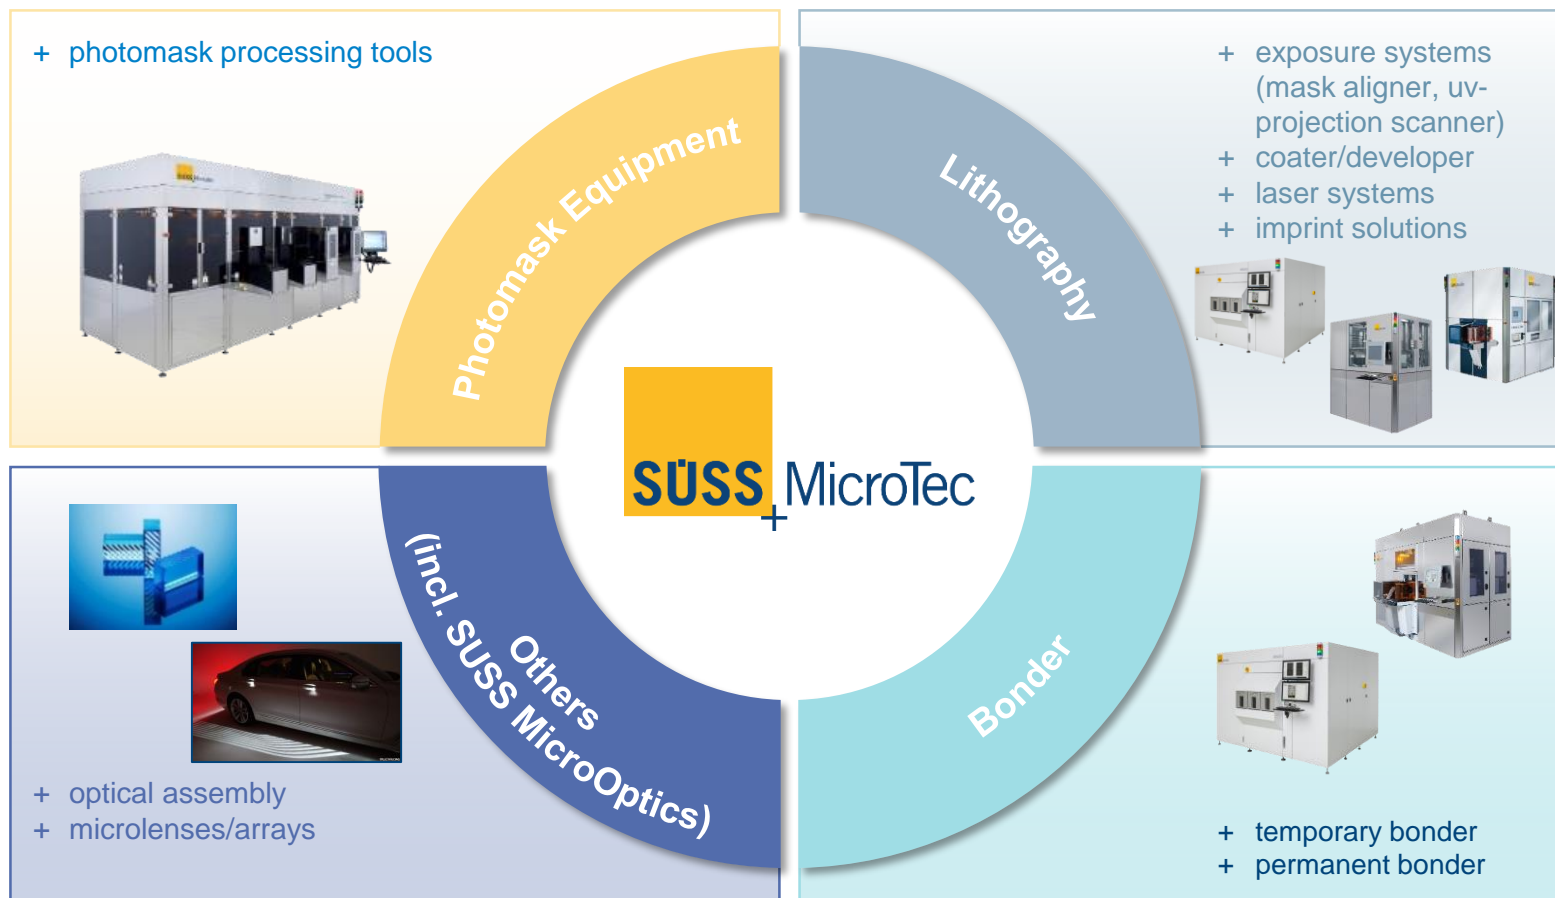 + photomask processing tools
Photomask Equipment
Lithography
+ exposure systems
(mask aligner, uv-
projection scanner)
+ coater/developer
+ laser systems
+ imprint solutions
SÜSS
+
MicroTec
Others
(incl. SUSS MicroOptics)
+ optical assembly
+ microlenses/arrays
Bonder
+ temporary bonder
+ permanent bonder